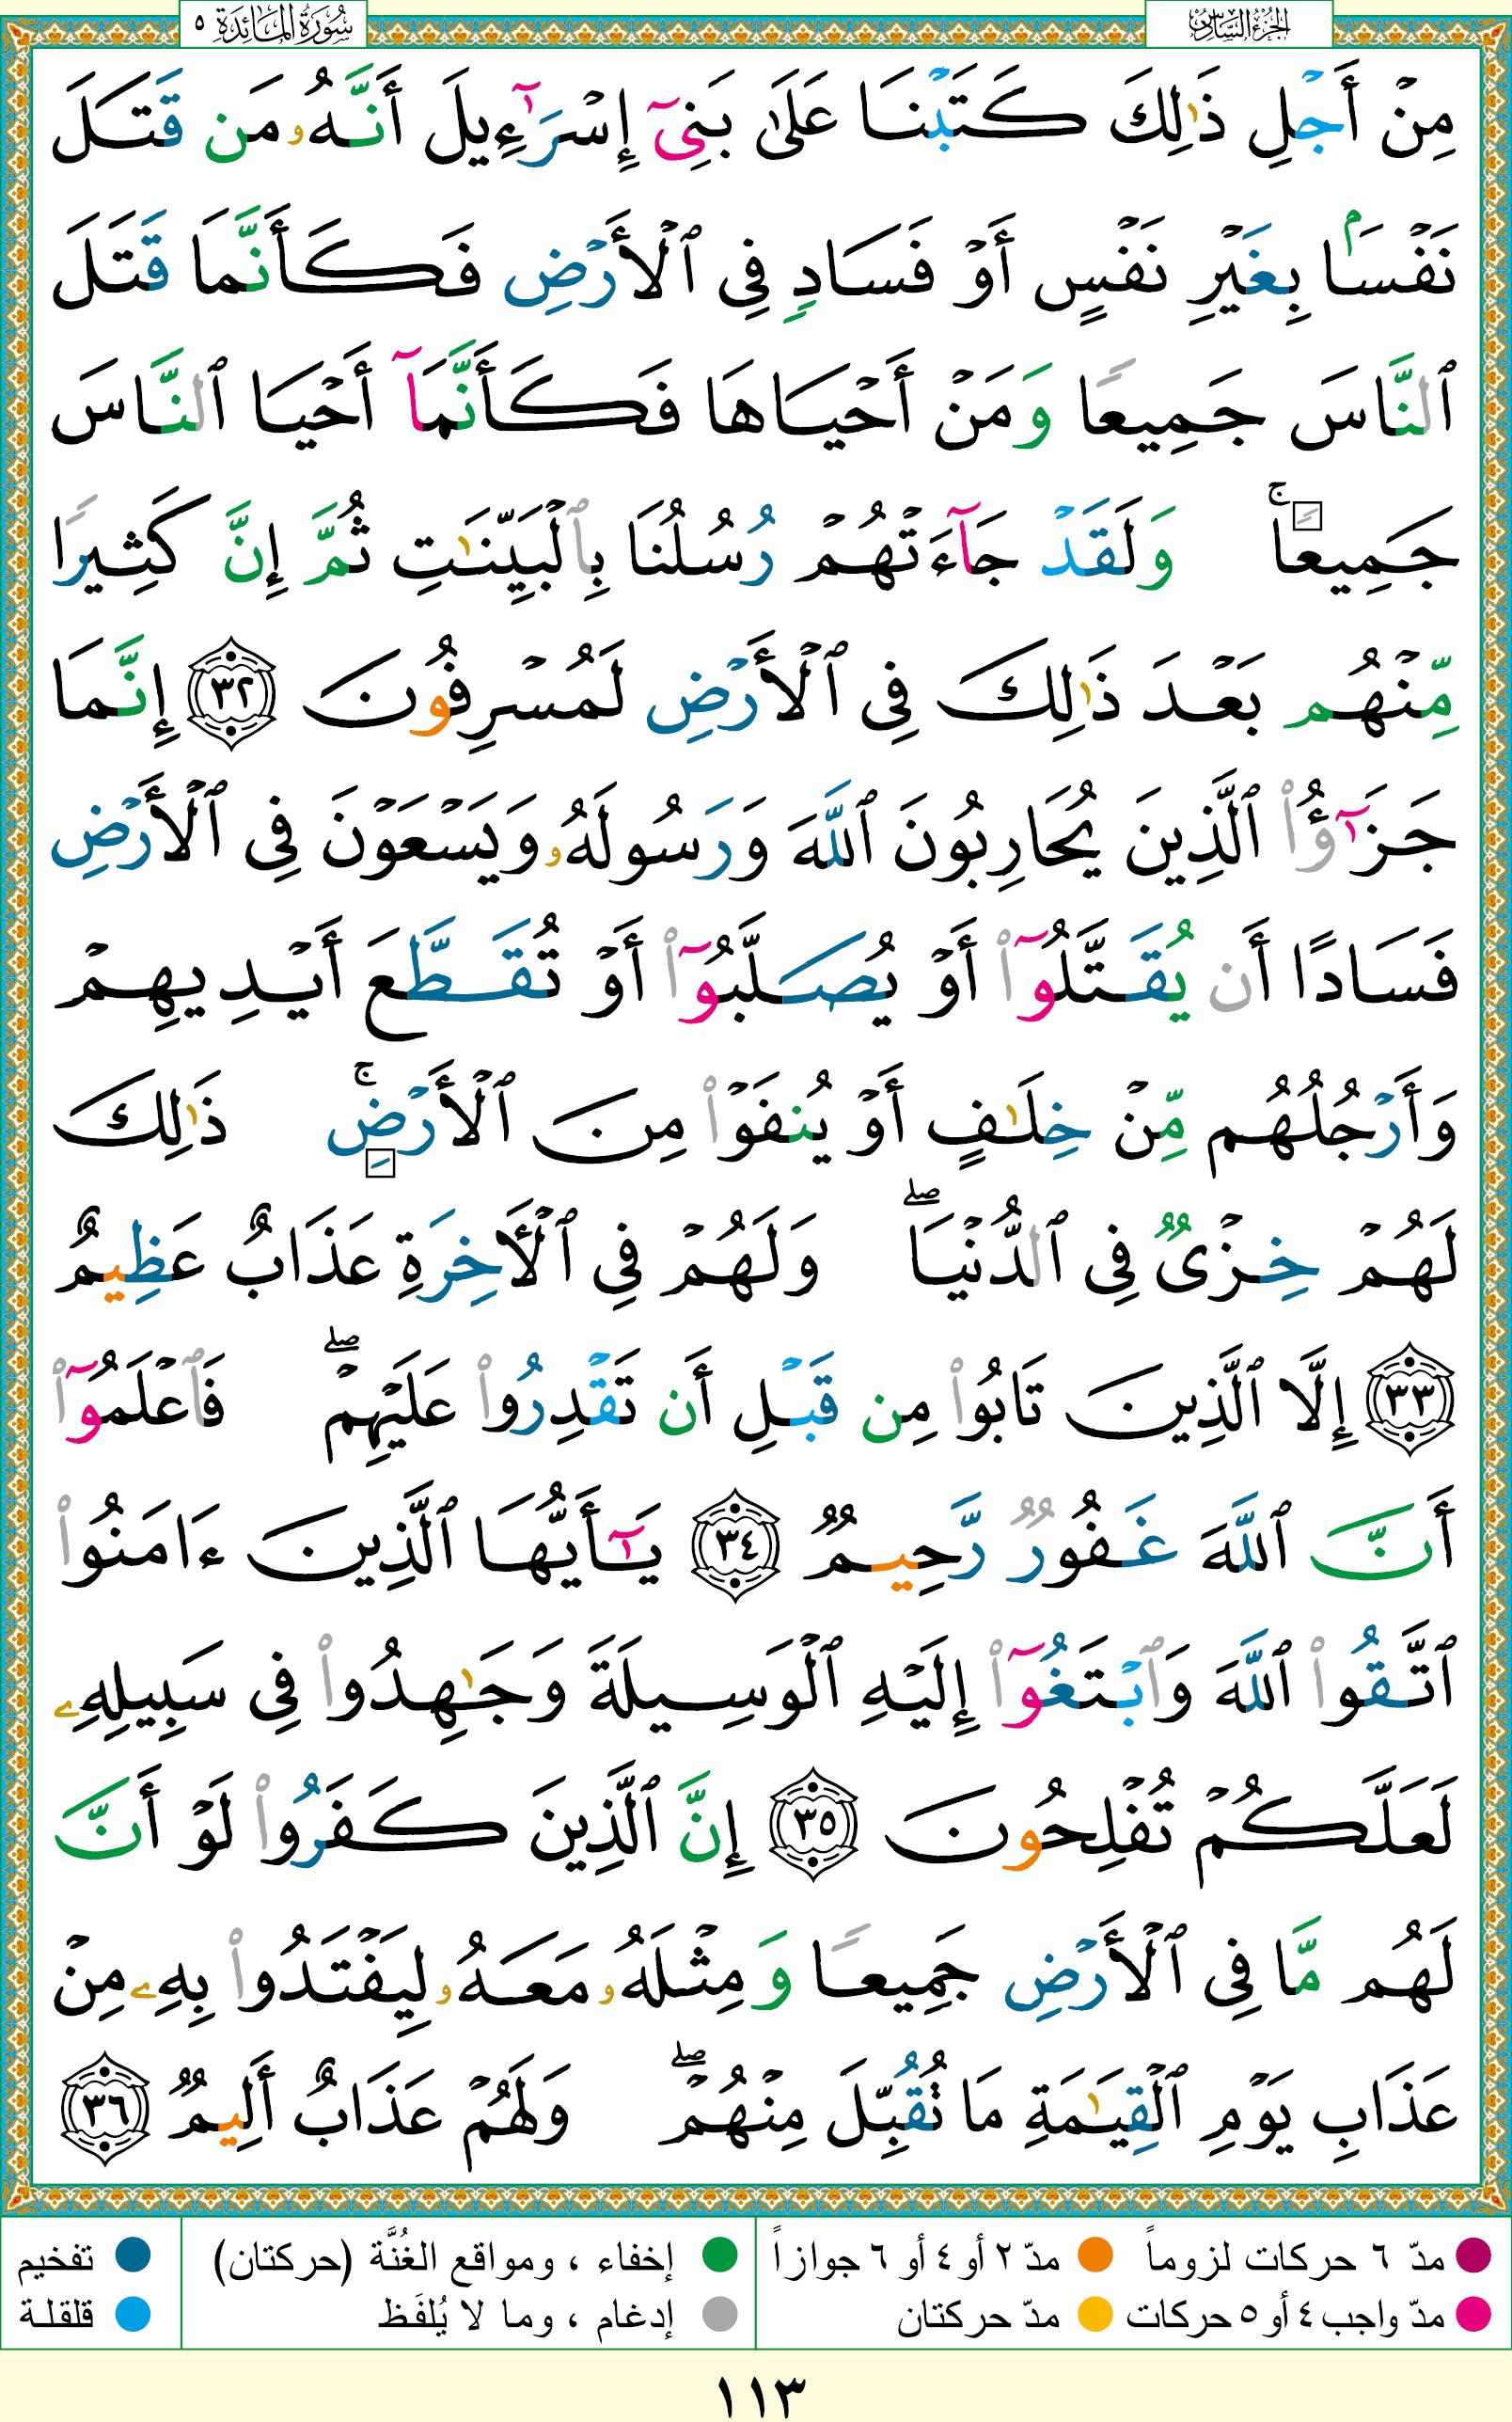 الجزء السادس
سورة المائدة ٥
مِنْ أَجْلِ ذَٰلِكَ كَتَبْنَا عَلَىٰ بَنِىٓ إِسْرَٰٓءِيلَ أَنَّهُۥ مَن قَتَلَ
نَفْسَۢا بِغَيْرِ نَفْسٍ أَوْ فَسَادٍ فِى ٱلْأَرْضِ فَكَأَنَّمَا قَتَلَ
ٱلنَّاسَ جَمِيعًا وَمَنْ أَحْيَاهَا فَكَأَنَّمَآ أَحْيَا ٱلنَّاسَ
جَمِيعًا ۚ وَلَقَدْ جَآءَتْهُمْ رُسُلُنَا بِٱلْبَيِّنَٰتِ ثُمَّ إِنَّ كَثِيرًا
مِّنْهُم بَعْدَ ذَٰلِكَ فِى ٱلْأَرْضِ لَمُسْرِفُونَ ٣٢ إِنَّمَا
جَزَٰٓؤُا۟ ٱلَّذِينَ يُحَارِبُونَ ٱللَّهَ وَرَسُولَهُۥ وَيَسْعَوْنَ فِى ٱلْأَرْضِ
فَسَادًا أَن يُقَتَّلُوٓا۟ أَوْ يُصَلَّبُوٓا۟ أَوْ تُقَطَّعَ أَيْدِيهِمْ
وَأَرْجُلُهُم مِّنْ خِلَٰفٍ أَوْ يُنفَوْا۟ مِنَ ٱلْأَرْضِ ۚ ذَٰلِكَ
لَهُمْ خِزْىٌ فِى ٱلدُّنْيَا ۖ وَلَهُمْ فِى ٱلْءَاخِرَةِ عَذَابٌ عَظِيمٌ
٣٣ إِلَّا ٱلَّذِينَ تَابُوا۟ مِن قَبْلِ أَن تَقْدِرُوا۟ عَلَيْهِمْ ۖ فَٱعْلَمُوٓا۟
أَنَّ ٱللَّهَ غَفُورٌ رَّحِيمٌ ٣٤ يَٰٓأَيُّهَا ٱلَّذِينَ ءَامَنُوا۟
ٱتَّقُوا۟ ٱللَّهَ وَٱبْتَغُوٓا۟ إِلَيْهِ ٱلْوَسِيلَةَ وَجَٰهِدُوا۟ فِى سَبِيلِهِۦ
لَعَلَّكُمْ تُفْلِحُونَ ٣٥ إِنَّ ٱلَّذِينَ كَفَرُوا۟ لَوْ أَنَّ
لَهُم مَّا فِى ٱلْأَرْضِ جَمِيعًا وَمِثْلَهُۥ مَعَهُۥ لِيَفْتَدُوا۟ بِهِۦ مِنْ
عَذَابِ يَوْمِ ٱلْقِيَٰمَةِ مَا تُقُبِّلَ مِنْهُمْ ۖ وَلَهُمْ عَذَابٌ أَلِيمٌ ٣٦
مدّ ٦ حركات لزوماً مدّ ٢ أو ٤ أو ٦ جوازاً إخفاء ، ومواقع الغُنَّة (حركتان) تفخيم
مدّ واجب ٤ أو ٥ حركات مدّ حركتان إدغام ، وما لا يُلفَظ قلقلة
١١٣